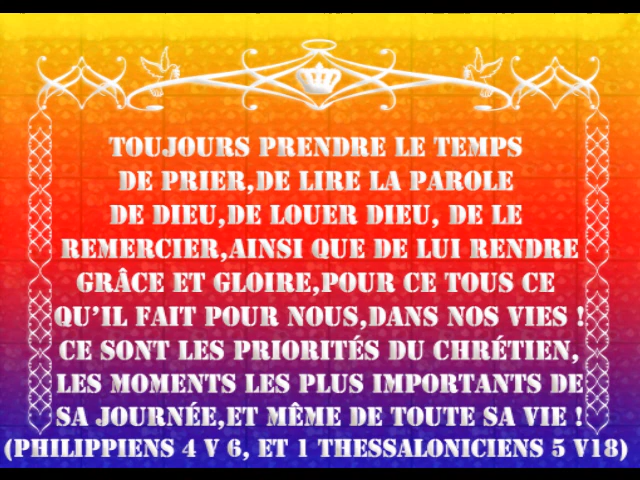 TOUJOURS PRENDRE LE TEMPS
DE PRIER,DE LIRE LA PAROLE
DE DIEU,DE LOUER DIEU, DE LE
REMERCIER,AINSI QUE DE LUI RENDRE
GRÂCE ET GLOIRE,POUR CE TOUS CE
QU'IL FAIT POUR NOUS,DANS NOS VIES !
CE SONT LES PRIORITÉS DU CHRÉTIEN,
LES MOMENTS LES PLUS IMPORTANTS DE
SA JOURNÉE,ET MÊME DE TOUTE SA VIE !
(PHILIPPIENS 4 V 6, ET 1 THESSALONICIENS 5 V18)